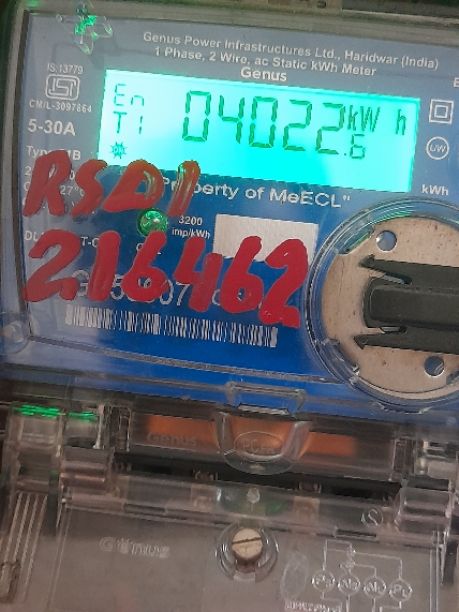 Genus Power Infrastructures Ltd., Haridwar (India)
1 Phase, 2 Wire, ac Static kWh Meter
Genus
IS:13779
CM/L-3097864
5-30A
En
T1
04022.6 kWh
kWh
Property of MeECL"
RSD1
3200
imp/kWh
216462
Genus
Genus